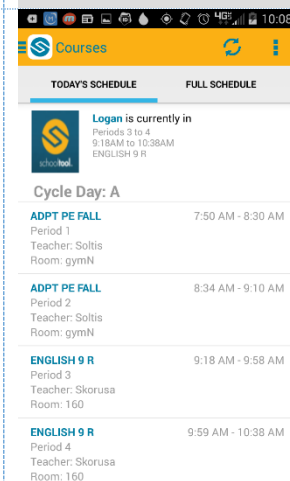 4G
10:08
Courses
TODAY'S SCHEDULE FULL SCHEDULE
Logan is currently in
Periods 3 to 4
9:18AM to 10:38AM
ENGLISH 9 R
schooltool.
Cycle Day: A
ADPT PE FALL 7:50 AM - 8:30 AM
Period 1
Teacher: Soltis
Room: gymN
ADPT PE FALL 8:34 AM - 9:10 AM
Period 2
Teacher: Soltis
Room: gymN
ENGLISH 9 R 9:18 AM - 9:58 AM
Period 3
Teacher: Skorusa
Room: 160
ENGLISH 9 R 9:59 AM - 10:38 AM
Period 4
Teacher: Skorusa
Room: 160